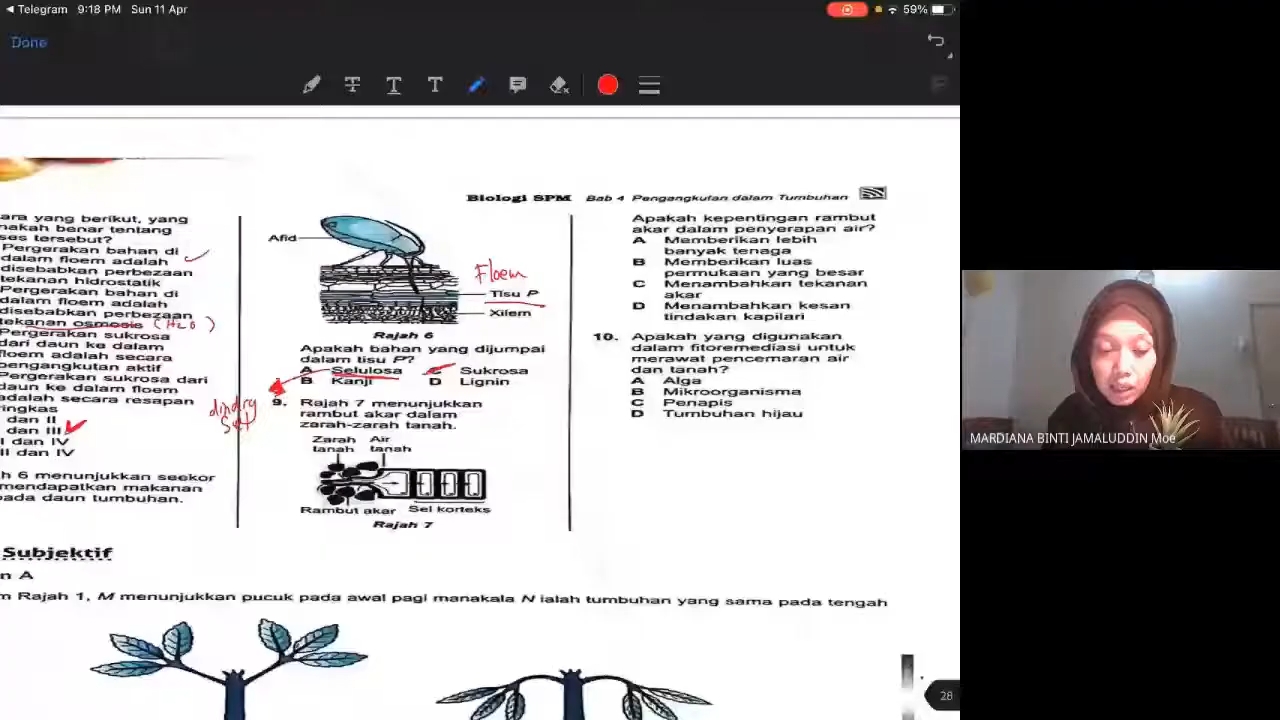 Telegram 9:18 PM Sun 11 Apr
59%
Done
Biologi SPM Bab 4 Pengangkutan dalam Tumbuhan
ara yang berikut, yang
nakah benar tentang
ses tersebut?
Pergerakan bahan di
dalam floem adalah
disebabkan perbezaan
tekanan hidrostatik
Pergerakan bahan di
dalam floem adalah
disebabkan perbezaan
tekanan osmosis (H2O)
Pergerakan sukrosa
dari daun ke dalam
floem adalah secara
pengangkutan aktif
Pergerakan sukrosa dari
daun ke dalam floem
adalah secara resapan
ringkas
dan II
dan III
I dan IV
II dan IV
h 6 menunjukkan seekor
mendapatkan makanan
pada daun tumbuhan.
Afid
Floem
Tisu P
Xilem
Rajah 6
Apakah bahan yang dijumpai
dalam tisu P?
A Selulosa Sukrosa
B Kanji D Lignin
dinding
sel
9. Rajah 7 menunjukkan
rambut akar dalam
zarah-zarah tanah.
Zarah Air
tanah tanah
Rambut akar Sel korteks
Rajah 7
Apakah kepentingan rambut
akar dalam penyerapan air?
A Memberikan lebih
banyak tenaga
B Memberikan luas
permukaan yang besar
C Menambahkan tekanan
akar
D Menambahkan kesan
tindakan kapilari
10. Apakah yang digunakan
dalam fitoremediasi untuk
merawat pencemaran air
dan tanah?
A Alga
B Mikroorganisma
C Penapis
D Tumbuhan hijau
Subjektif
n A
m Rajah 1, M menunjukkan pucuk pada awal pagi manakala N ialah tumbuhan yang sama pada tengah
28
MARDIANA BINTI JAMALUDDIN Moe